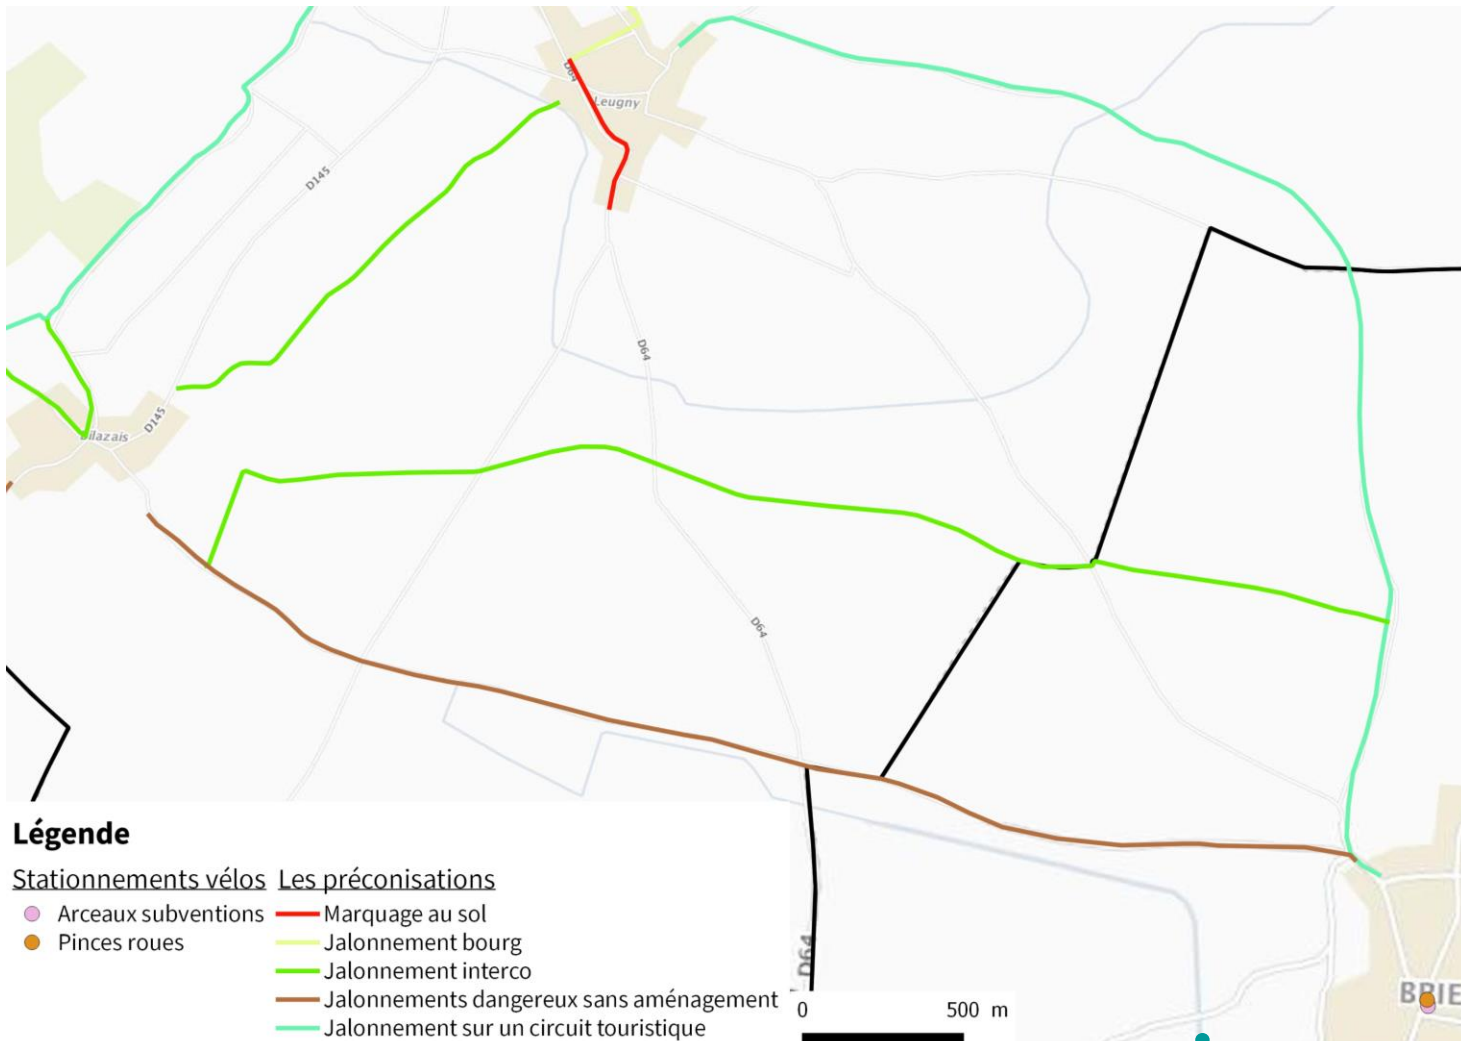 D64
Leugny
D145
D64
D145
Bilazais
D64
D64
Légende
Stationnements vélos Les préconisations
Arceaux subventions Marquage au sol
Pinces roues Jalonnement bourg
Jalonnement interco
Jalonnements dangereux sans aménagement
Jalonnement sur un circuit touristique
0 500 m
BRIE